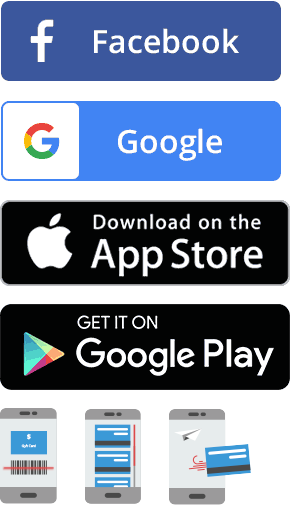 Facebook
Google
Download on the
App Store
GET IT ON
Google Play
$
Gift Card